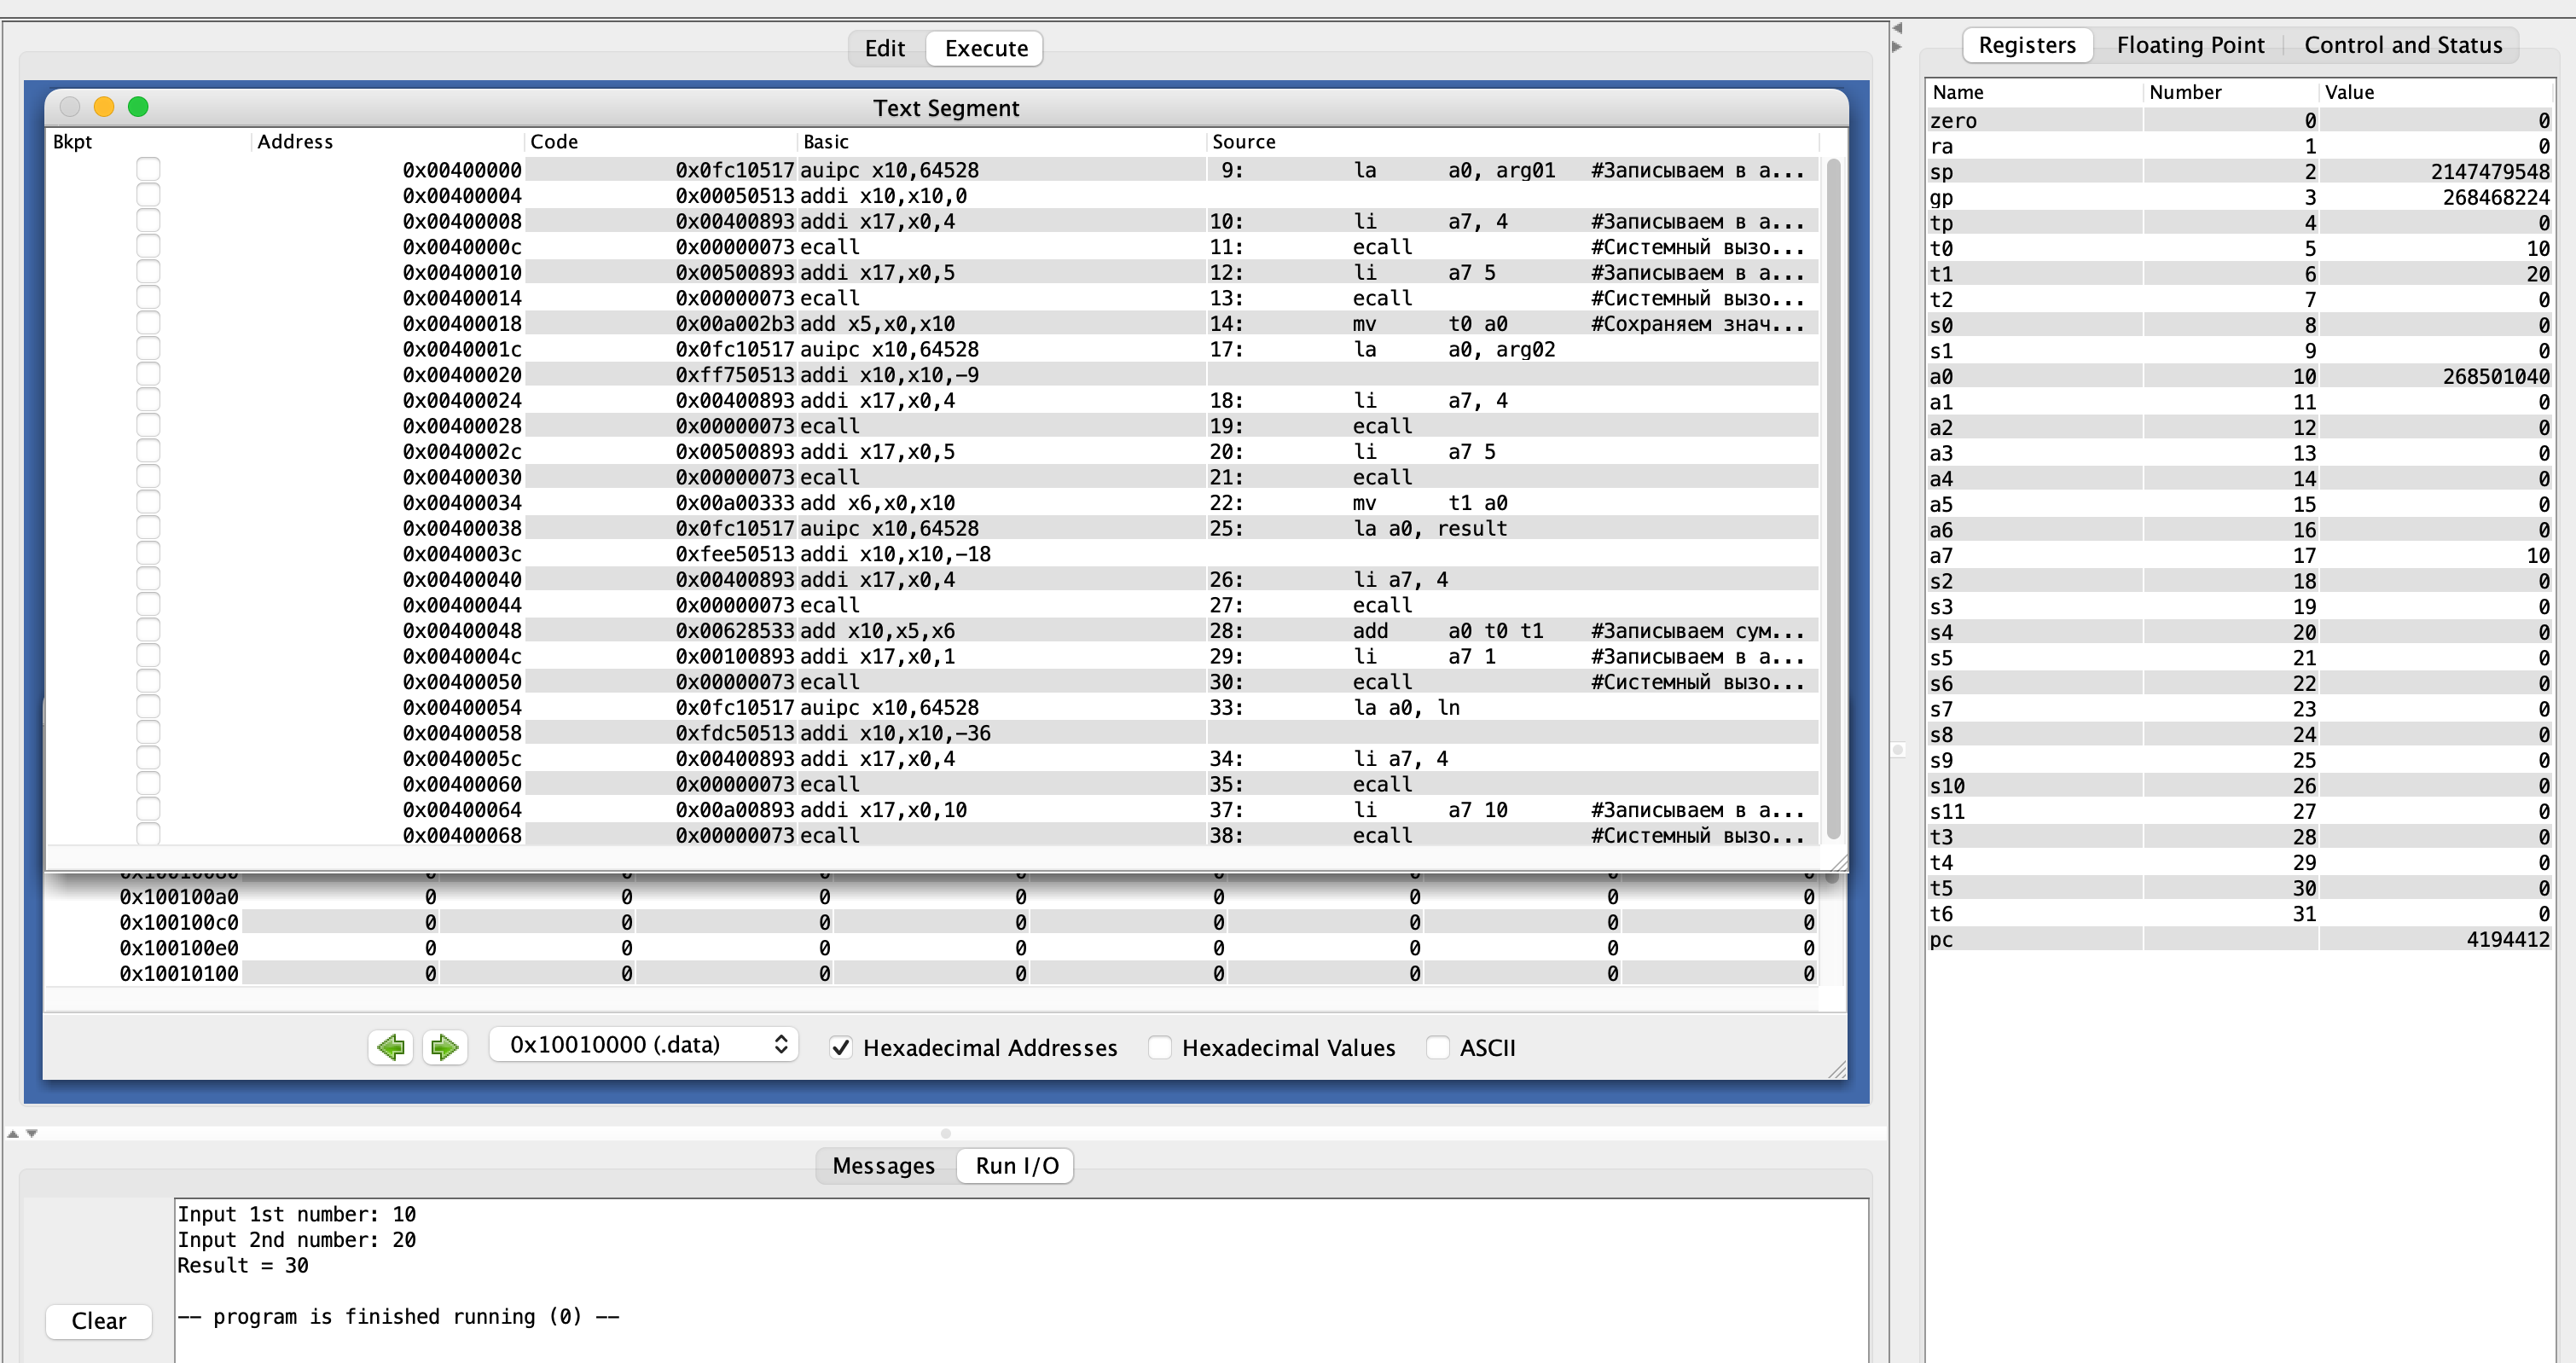 Edit Execute
Text Segment
Bkpt Address Code Basic Source
0x00400000 0x0fc10517 auipc x10,64528 9: la a0, arg01 #Записываем в a...
0x00400004 0x00050513 addi x10,x10,0
0x00400008 0x00400893 addi x17,x0,4 10: li a7, 4 #Записываем в a...
0x0040000c 0x00000073 ecall 11: ecall #Системный вызо...
0x00400010 0x00500893 addi x17,x0,5 12: li a7 5 #Записываем в a...
0x00400014 0x00000073 ecall 13: ecall #Системный вызо...
0x00400018 0x00a002b3 add x5,x0,x10 14: mv t0 a0 #Сохраняем знач...
0x0040001c 0x0fc10517 auipc x10,64528 17: la a0, arg02
0x00400020 0xff750513 addi x10,x10,-9
0x00400024 0x00400893 addi x17,x0,4 18: li a7, 4
0x00400028 0x00000073 ecall 19: ecall
0x0040002c 0x00500893 addi x17,x0,5 20: li a7 5
0x00400030 0x00000073 ecall 21: ecall
0x00400034 0x00a00333 add x6,x0,x10 22: mv t1 a0
0x00400038 0x0fc10517 auipc x10,64528 25: la a0, result
0x0040003c 0xfee50513 addi x10,x10,-18
0x00400040 0x00400893 addi x17,x0,4 26: li a7, 4
0x00400044 0x00000073 ecall 27: ecall
0x00400048 0x00628533 add x10,x5,x6 28: add a0 t0 t1 #Записываем сум...
0x0040004c 0x00100893 addi x17,x0,1 29: li a7 1 #Записываем в a...
0x00400050 0x00000073 ecall 30: ecall #Системный вызо...
0x00400054 0x0fc10517 auipc x10,64528 33: la a0, ln
0x00400058 0xfdc50513 addi x10,x10,-36
0x0040005c 0x00400893 addi x17,x0,4 34: li a7, 4
0x00400060 0x00000073 ecall 35: ecall
0x00400064 0x00a00893 addi x17,x0,10 37: li a7 10 #Записываем в a...
0x00400068 0x00000073 ecall 38: ecall #Системный вызо...
0x100100a0 0 0 0 0 0 0 0 0
0x100100c0 0 0 0 0 0 0 0 0
0x100100e0 0 0 0 0 0 0 0 0
0x10010100 0 0 0 0 0 0 0 0
0x10010000 (.data) Hexadecimal Addresses Hexadecimal Values ASCII
Messages Run I/O
Input 1st number: 10
Input 2nd number: 20
Result = 30
-- program is finished running (0) --
Clear
Registers Floating Point Control and Status
Name Number Value
zero 0 0
ra 1 0
sp 2 2147479548
gp 3 268468224
tp 4 0
t0 5 10
t1 6 20
t2 7 0
s0 8 0
s1 9 0
a0 10 268501040
a1 11 0
a2 12 0
a3 13 0
a4 14 0
a5 15 0
a6 16 0
a7 17 10
s2 18 0
s3 19 0
s4 20 0
s5 21 0
s6 22 0
s7 23 0
s8 24 0
s9 25 0
s10 26 0
s11 27 0
t3 28 0
t4 29 0
t5 30 0
t6 31 0
pc 4194412